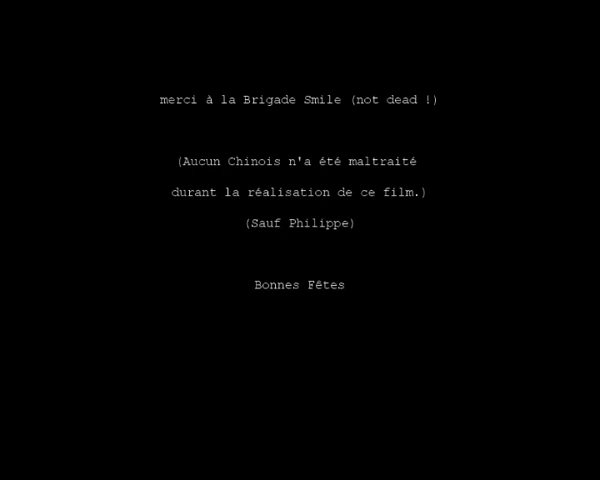 merci à la Brigade Smile (not dead !)
(Aucun Chinois n'a été maltraité
durant la réalisation de ce film.)
(Sauf Philippe)
Bonnes Fêtes